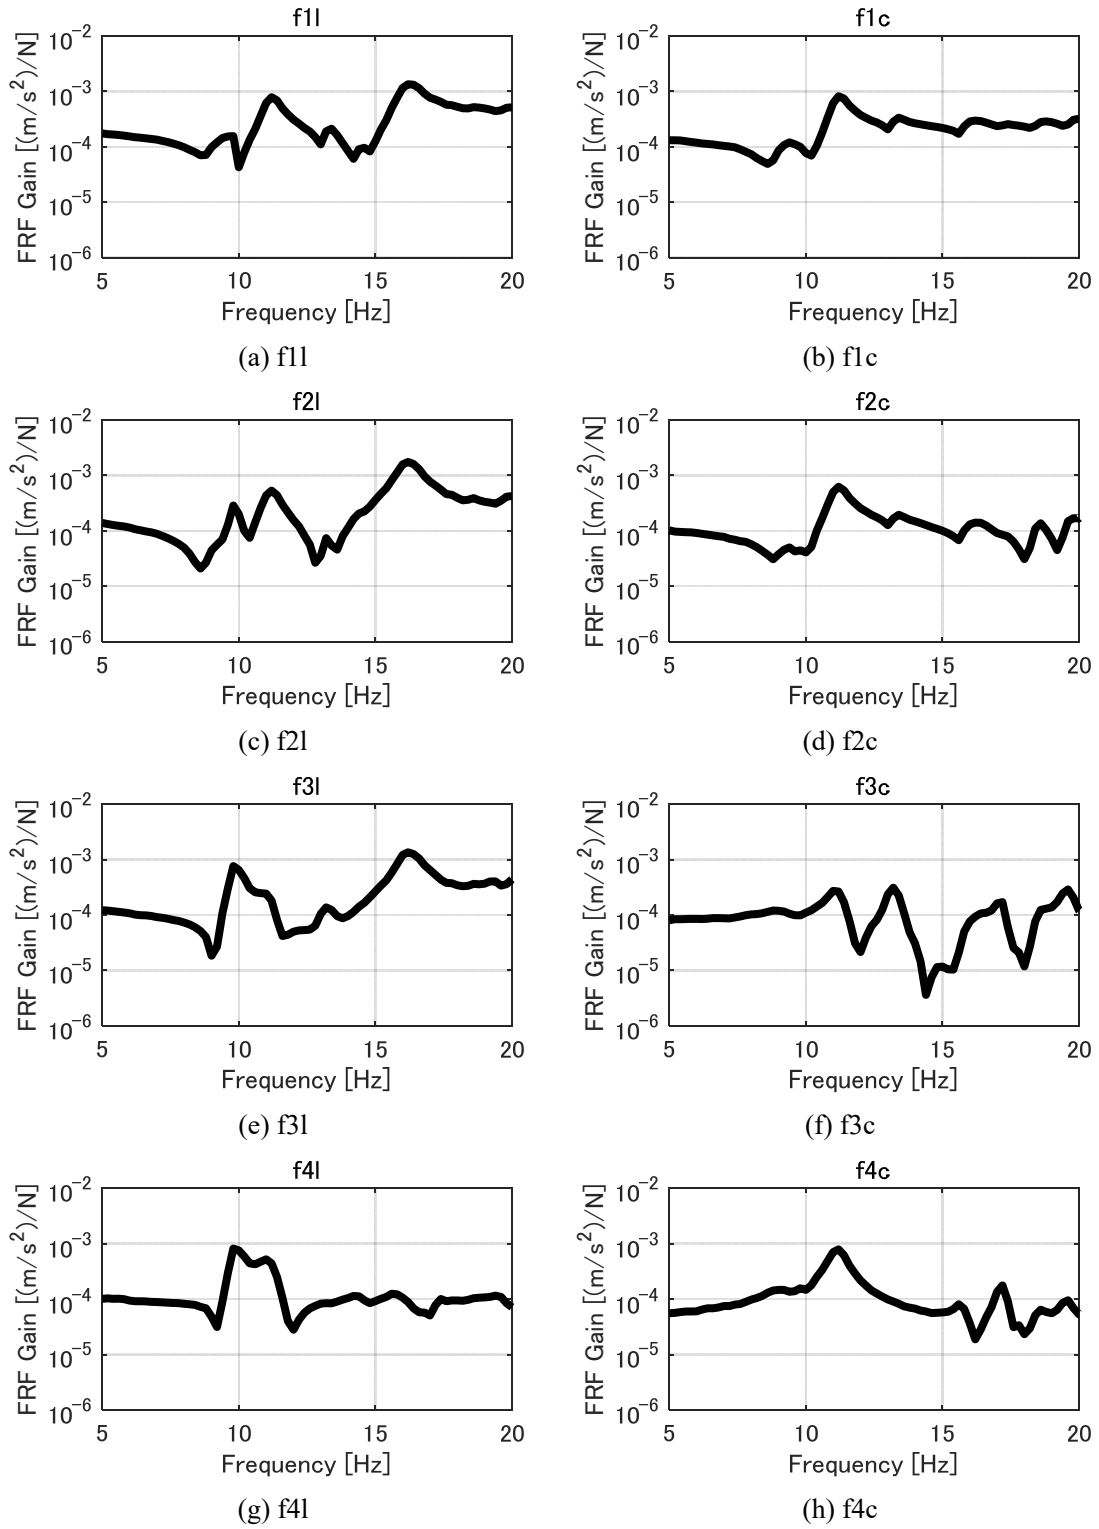 f1l
f1c
FRF Gain [(m/s²)/N]
10⁻²
10⁻³
10⁻⁴
10⁻⁵
10⁻⁶
5
10
15
20
Frequency [Hz]
FRF Gain [(m/s²)/N]
10⁻²
10⁻³
10⁻⁴
10⁻⁵
10⁻⁶
5
10
15
20
Frequency [Hz]
(a) f1l
(b) f1c
f2l
f2c
FRF Gain [(m/s²)/N]
10⁻²
10⁻³
10⁻⁴
10⁻⁵
10⁻⁶
5
10
15
20
Frequency [Hz]
FRF Gain [(m/s²)/N]
10⁻²
10⁻³
10⁻⁴
10⁻⁵
10⁻⁶
5
10
15
20
Frequency [Hz]
(c) f2l
(d) f2c
f3l
f3c
FRF Gain [(m/s²)/N]
10⁻²
10⁻³
10⁻⁴
10⁻⁵
10⁻⁶
5
10
15
20
Frequency [Hz]
FRF Gain [(m/s²)/N]
10⁻²
10⁻³
10⁻⁴
10⁻⁵
10⁻⁶
5
10
15
20
Frequency [Hz]
(e) f3l
(f) f3c
f4l
f4c
FRF Gain [(m/s²)/N]
10⁻²
10⁻³
10⁻⁴
10⁻⁵
10⁻⁶
5
10
15
20
Frequency [Hz]
FRF Gain [(m/s²)/N]
10⁻²
10⁻³
10⁻⁴
10⁻⁵
10⁻⁶
5
10
15
20
Frequency [Hz]
(g) f4l
(h) f4c